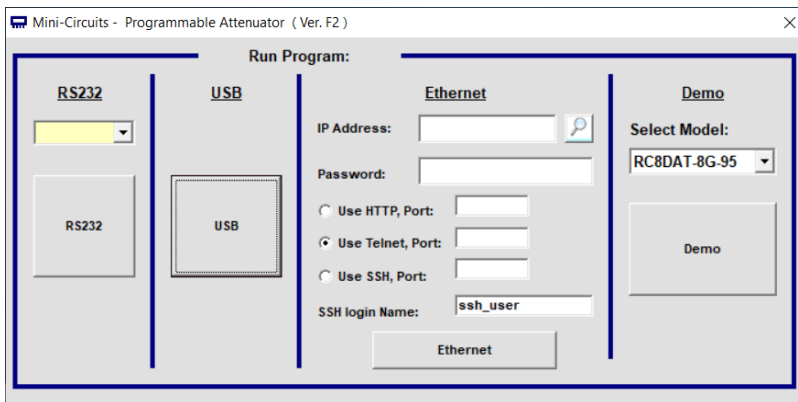 Mini-Circuits -  Programmable Attenuator  ( Ver. F2 )
Run Program:
RS232
RS232
USB
USB
Ethernet
IP Address:
Password:
Use HTTP, Port:
Use Telnet, Port:
Use SSH, Port:
SSH login Name: ssh_user
Ethernet
Demo
Select Model:
RC8DAT-8G-95
Demo